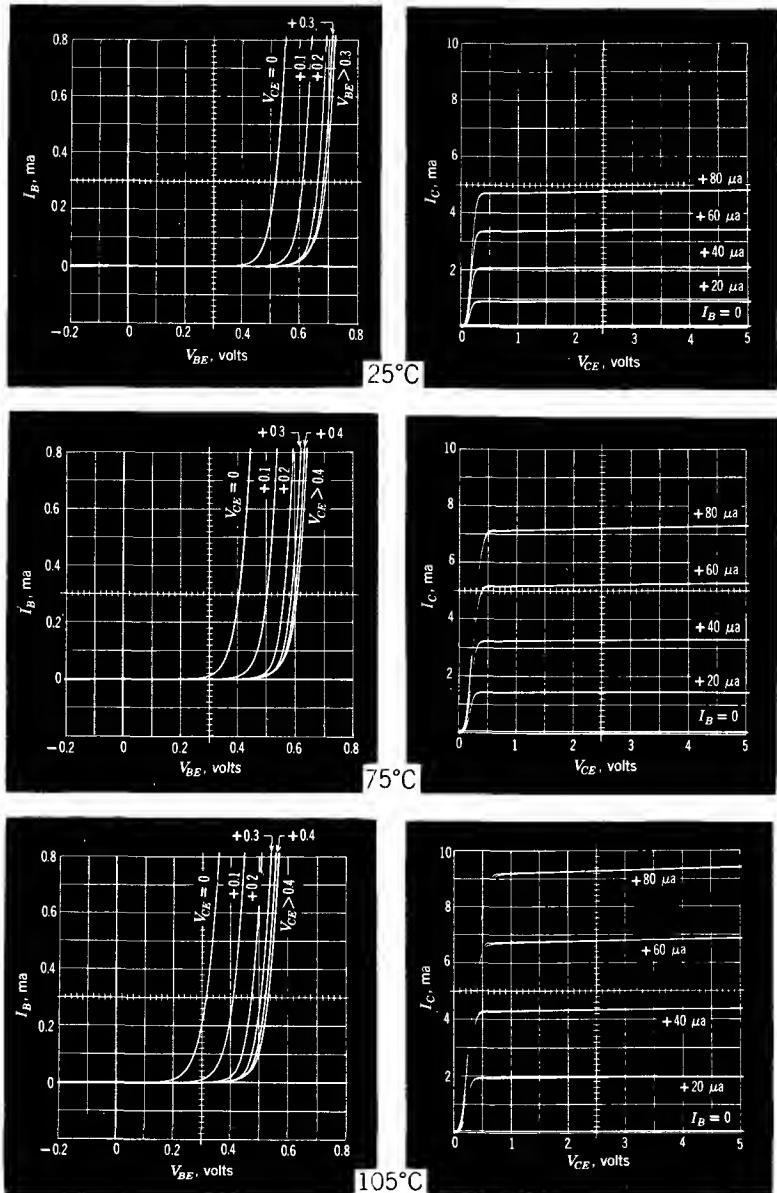 +0.3
0.8
0.6
0.4
0.2
0
I_B, ma
V_CE = 0
+0.1
+0.2
V_BE > 0.3
−0.2
0
0.2
0.4
0.6
0.8
V_BE, volts
10
8
6
4
2
I_C, ma
+80 μa
+60 μa
+40 μa
+20 μa
I_B = 0
0
1
2
3
4
5
V_CE, volts
25°C
+0.3
+0.4
0.8
0.6
0.4
0.2
0
I_B, ma
V_CE = 0
+0.1
+0.2
V_CE > 0.4
−0.2
0
0.2
0.4
0.6
0.8
V_BE, volts
10
8
6
4
2
I_C, ma
+80 μa
+60 μa
+40 μa
+20 μa
I_B = 0
0
1
2
3
4
5
V_CE, volts
75°C
+0.3
+0.4
0.8
0.6
0.4
0.2
0
I_B, ma
V_CE = 0
+0.1
+0.2
V_CE > 0.4
−0.2
0
0.2
0.4
0.6
0.8
V_BE, volts
10
8
6
4
2
I_C, ma
+80 μa
+60 μa
+40 μa
+20 μa
I_B = 0
0
1
2
3
4
5
V_CE, volts
105°C